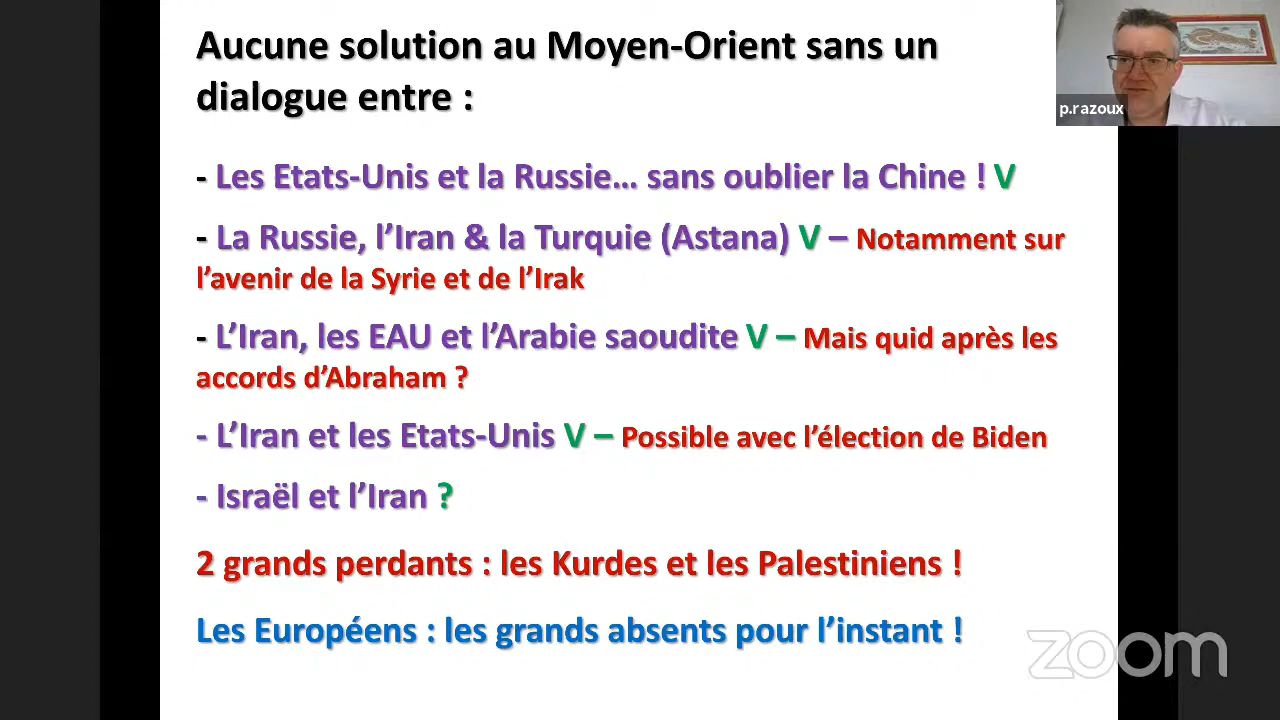 Aucune solution au Moyen-Orient sans un
dialogue entre :
- Les Etats-Unis et la Russie... sans oublier la Chine ! V
- La Russie, l’Iran & la Turquie (Astana) V – Notamment sur
l’avenir de la Syrie et de l’Irak
- L’Iran, les EAU et l’Arabie saoudite V – Mais quid après les
accords d’Abraham ?
- L’Iran et les Etats-Unis V – Possible avec l’élection de Biden
- Israël et l’Iran ?
2 grands perdants : les Kurdes et les Palestiniens !
Les Européens : les grands absents pour l’instant !
p.razoux
zoom